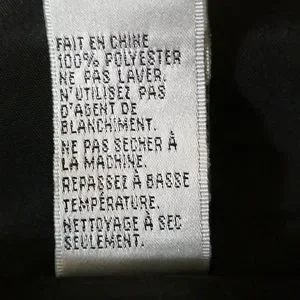 FAIT EN CHINE
100% POLYESTER
NE PAS LAVER.
N'UTILISEZ PAS
D'AGENT DE
BLANCHIMENT.
NE PAS SECHER À
LA MACHINE.
REPASSEZ À BASSE
TEMPÉRATURE.
NETTOYAGE À SEC
SEULEMENT.